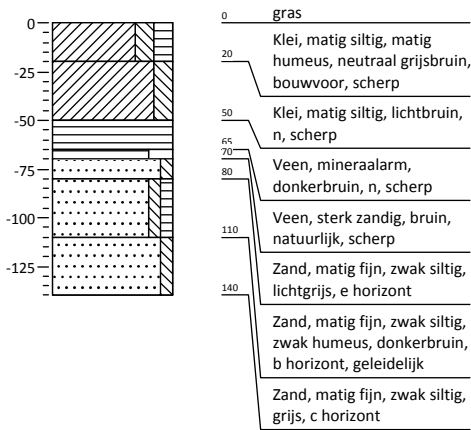 0
-25
-50
-75
-100
-125
0 gras
20
Klei, matig siltig, matig
humeus, neutraal grijsbruin,
bouwvoor, scherp
50
Klei, matig siltig, lichtbruin,
n, scherp
65
Veen, mineraalarm,
donkerbruin, n, scherp
70
Veen, sterk zandig, bruin,
natuurlijk, scherp
80
Zand, matig fijn, zwak siltig,
lichtgrijs, e horizont
110
Zand, matig fijn, zwak siltig,
zwak humeus, donkerbruin,
b horizont, geleidelijk
140
Zand, matig fijn, zwak siltig,
grijs, c horizont